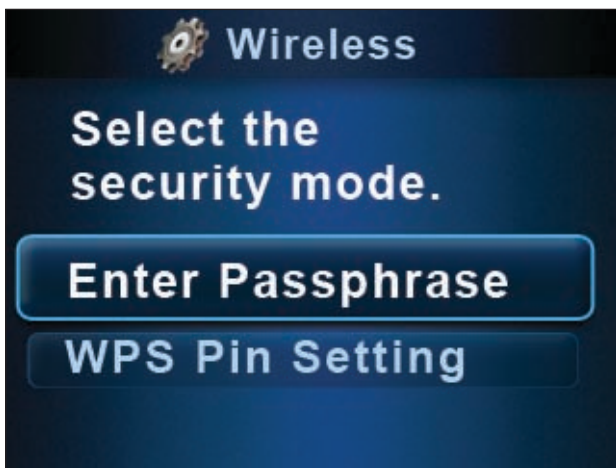 Wireless
Select the
security mode.
Enter Passphrase
WPS Pin Setting